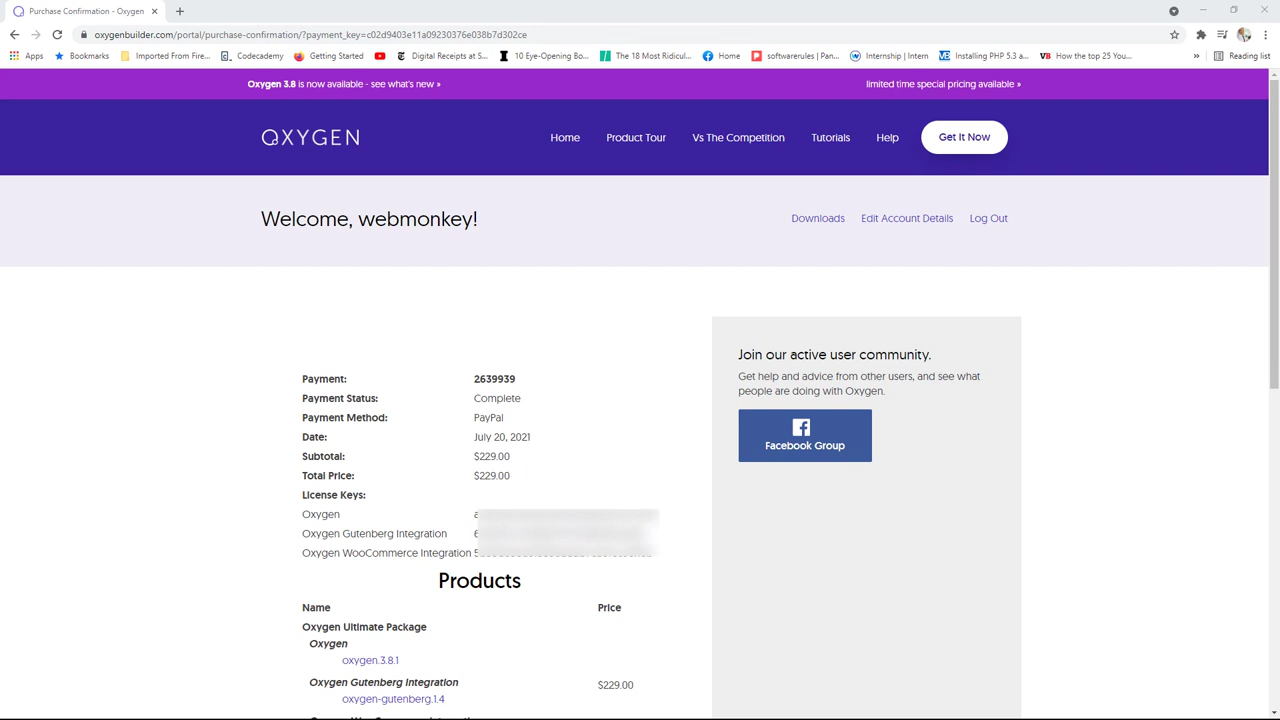 Purchase Confirmation - Oxygen
oxygenbuilder.com/portal/purchase-confirmation/?payment_key=c02d9403e11a09230376e038b7d302ce
Apps Bookmarks Imported From Fire... Codecademy Getting Started Digital Receipts at S... 10 Eye-Opening Bo... The 18 Most Ridicul... Home softwarerules | Pan... Internship | Intern Installing PHP 5.3 a... How the top 25 You... » Reading list
Oxygen 3.8 is now available - see what's new » limited time special pricing available »
OXYGEN Home Product Tour Vs The Competition Tutorials Help Get It Now
Welcome, webmonkey! Downloads Edit Account Details Log Out
Join our active user community.
Get help and advice from other users, and see what
people are doing with Oxygen.
Facebook Group
Payment: 2639939
Payment Status: Complete
Payment Method: PayPal
Date: July 20, 2021
Subtotal: $229.00
Total Price: $229.00
License Keys:
Oxygen
Oxygen Gutenberg Integration
Oxygen WooCommerce Integration
Products
Name Price
Oxygen Ultimate Package
Oxygen
oxygen.3.8.1
Oxygen Gutenberg Integration
$229.00
oxygen-gutenberg.1.4